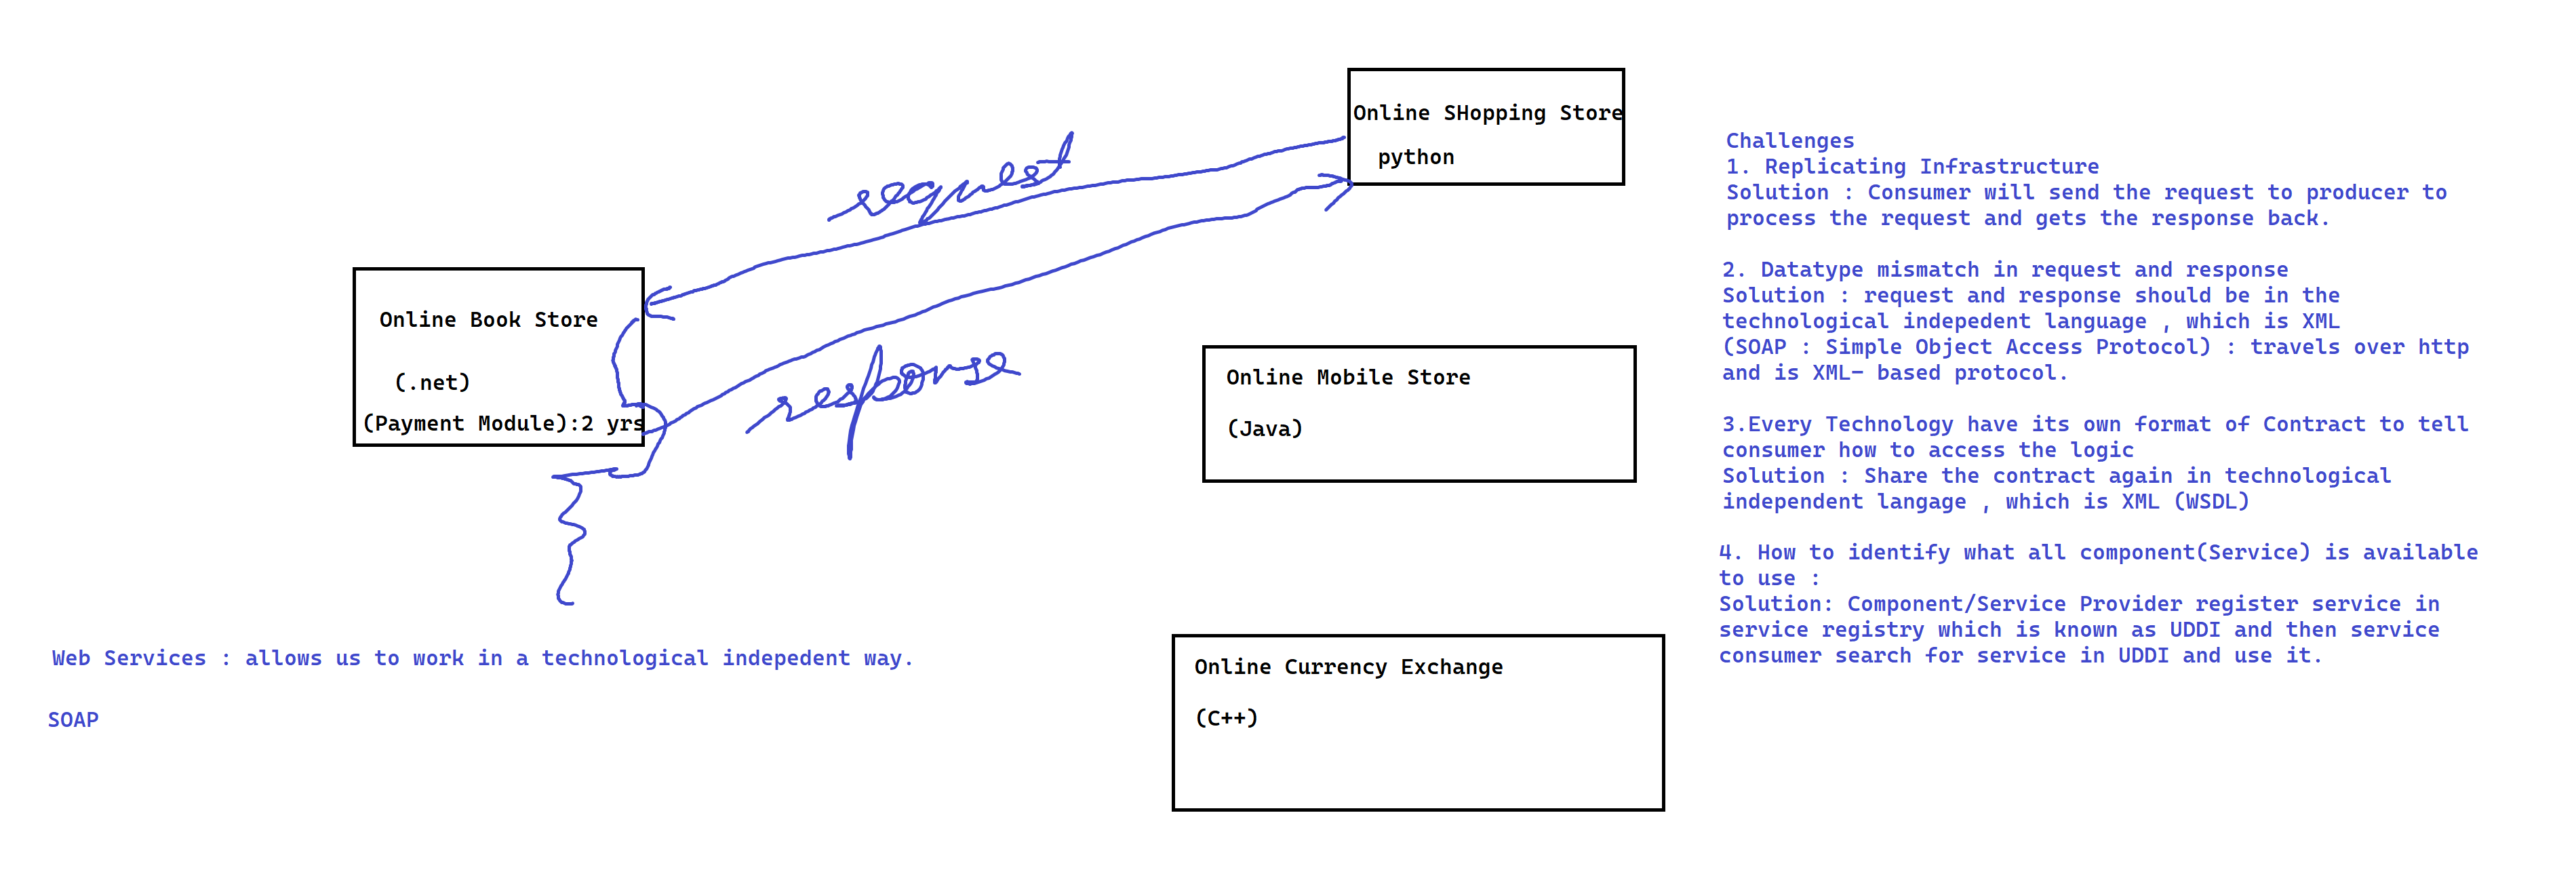 Online SHopping Store
python
request
Online Book Store
(.net)
(Payment Module):2 yrs
response
Online Mobile Store
(Java)
Online Currency Exchange
(C++)
Web Services : allows us to work in a technological indepedent way.
SOAP
Challenges
1. Replicating Infrastructure
Solution : Consumer will send the request to producer to
process the request and gets the response back.
2. Datatype mismatch in request and response
Solution : request and response should be in the
technological indepedent language , which is XML
(SOAP : Simple Object Access Protocol) : travels over http
and is XML- based protocol.
3.Every Technology have its own format of Contract to tell
consumer how to access the logic
Solution : Share the contract again in technological
independent langage , which is XML (WSDL)
4. How to identify what all component(Service) is available
to use :
Solution: Component/Service Provider register service in
service registry which is known as UDDI and then service
consumer search for service in UDDI and use it.